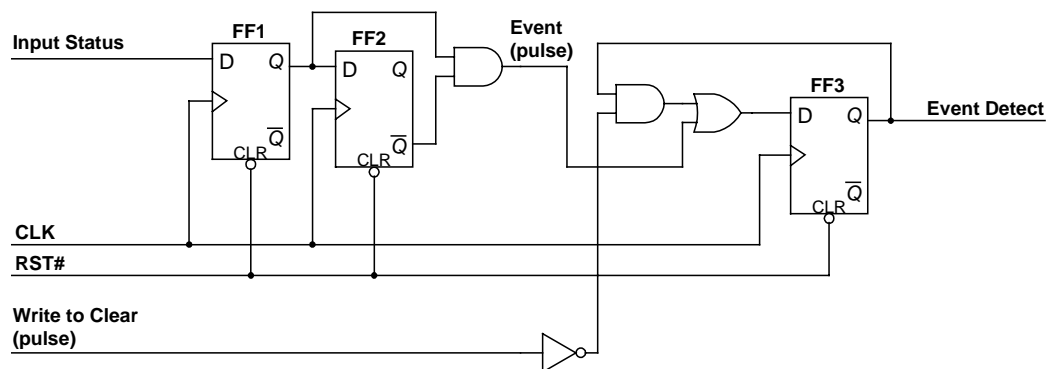 Input Status
FF1
D
Q
Q
CLR
FF2
D
Q
Q
CLR
Event
(pulse)
FF3
D
Q
Q
CLR
Event Detect
CLK
RST#
Write to Clear
(pulse)